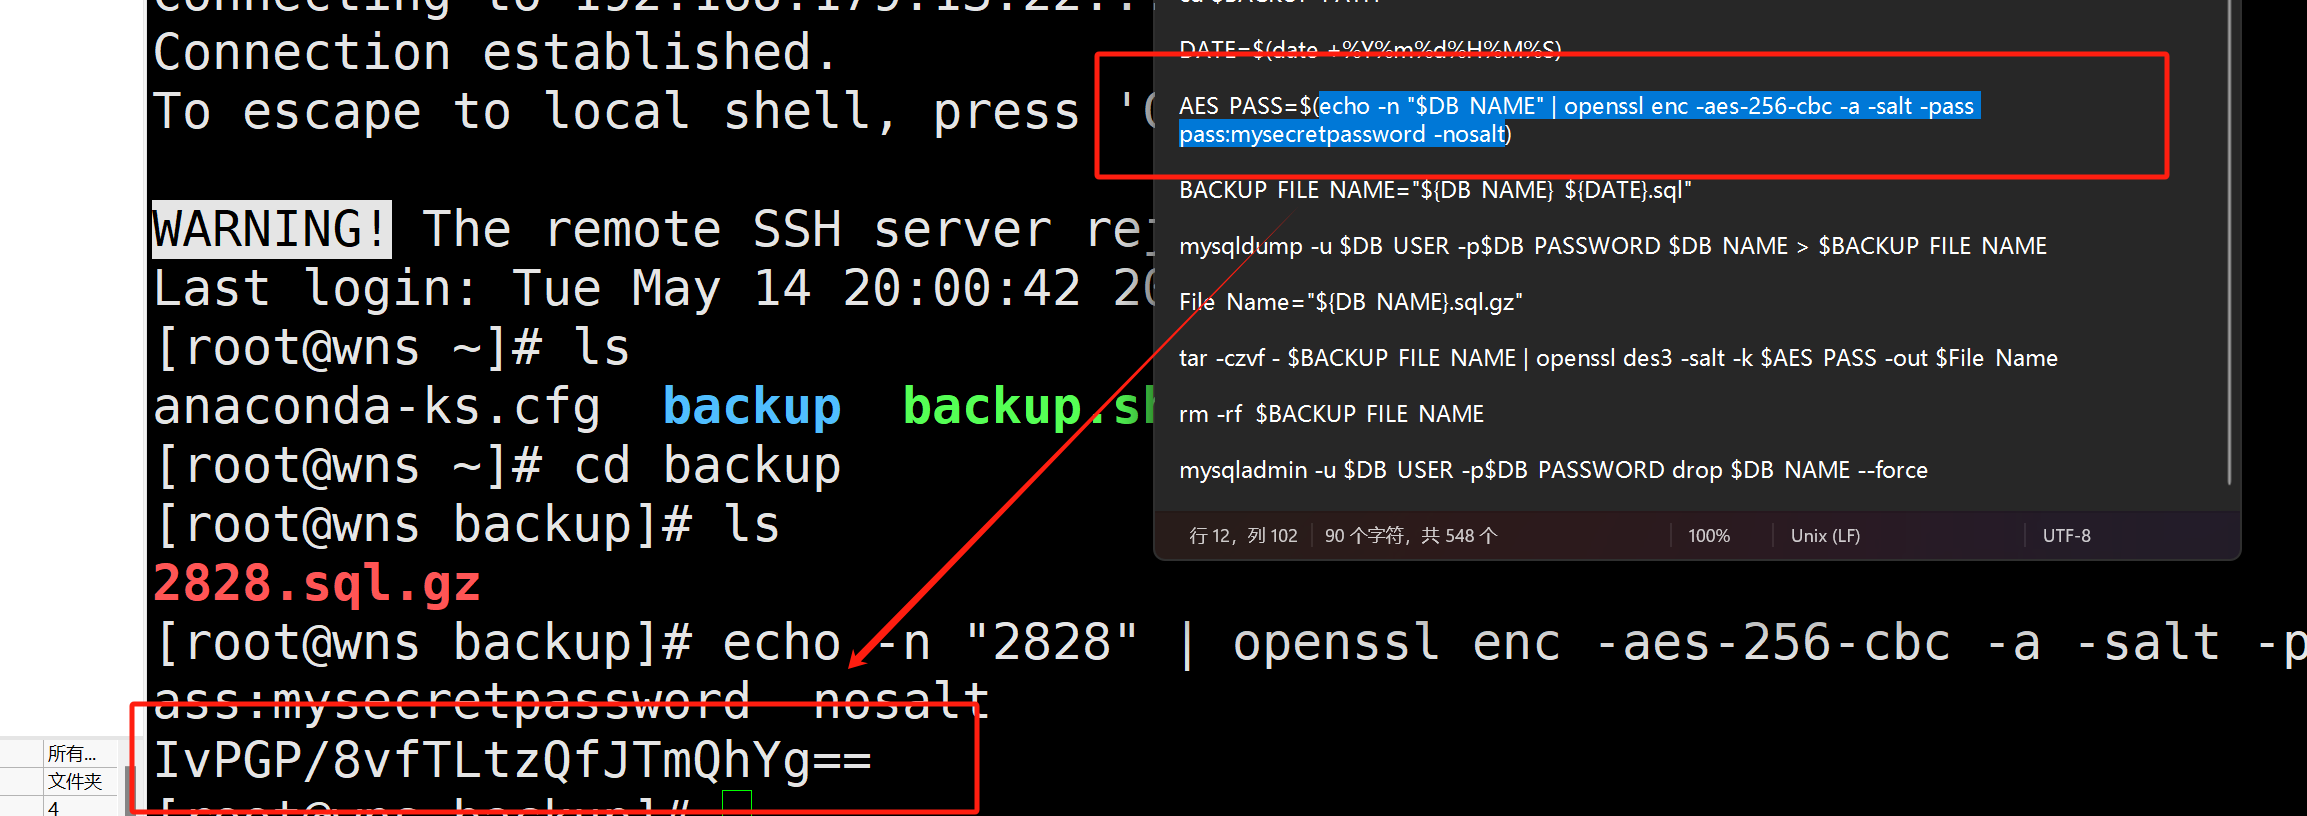 Connecting to 192.168.179.13:22...
Connection established.
To escape to local shell, press '
WARNING! The remote SSH server rej
Last login: Tue May 14 20:00:42 20
[root@wns ~]# ls
anaconda-ks.cfg backup backup.sh
[root@wns ~]# cd backup
[root@wns backup]# ls
2828.sql.gz
[root@wns backup]# echo -n "2828" | openssl enc -aes-256-cbc -a -salt -p
ass:mysecretpassword -nosalt
IvPGP/8vfTLtzQfJTmQhYg==
[root@wns backup]#
cd $BACKUP_PATH
DATE=$(date +%Y%m%d%H%M%S)
AES_PASS=$(echo -n "$DB_NAME" | openssl enc -aes-256-cbc -a -salt -pass
pass:mysecretpassword -nosalt)
BACKUP_FILE_NAME="${DB_NAME}_${DATE}.sql"
mysqldump -u $DB_USER -p$DB_PASSWORD $DB_NAME > $BACKUP_FILE_NAME
File_Name="${DB_NAME}.sql.gz"
tar -czvf - $BACKUP_FILE_NAME | openssl des3 -salt -k $AES_PASS -out $File_Name
rm -rf $BACKUP_FILE_NAME
mysqladmin -u $DB_USER -p$DB_PASSWORD drop $DB_NAME --force
行 12，列 102 90 个字符，共 548 个 100% Unix (LF) UTF-8
所有...
文件夹
4